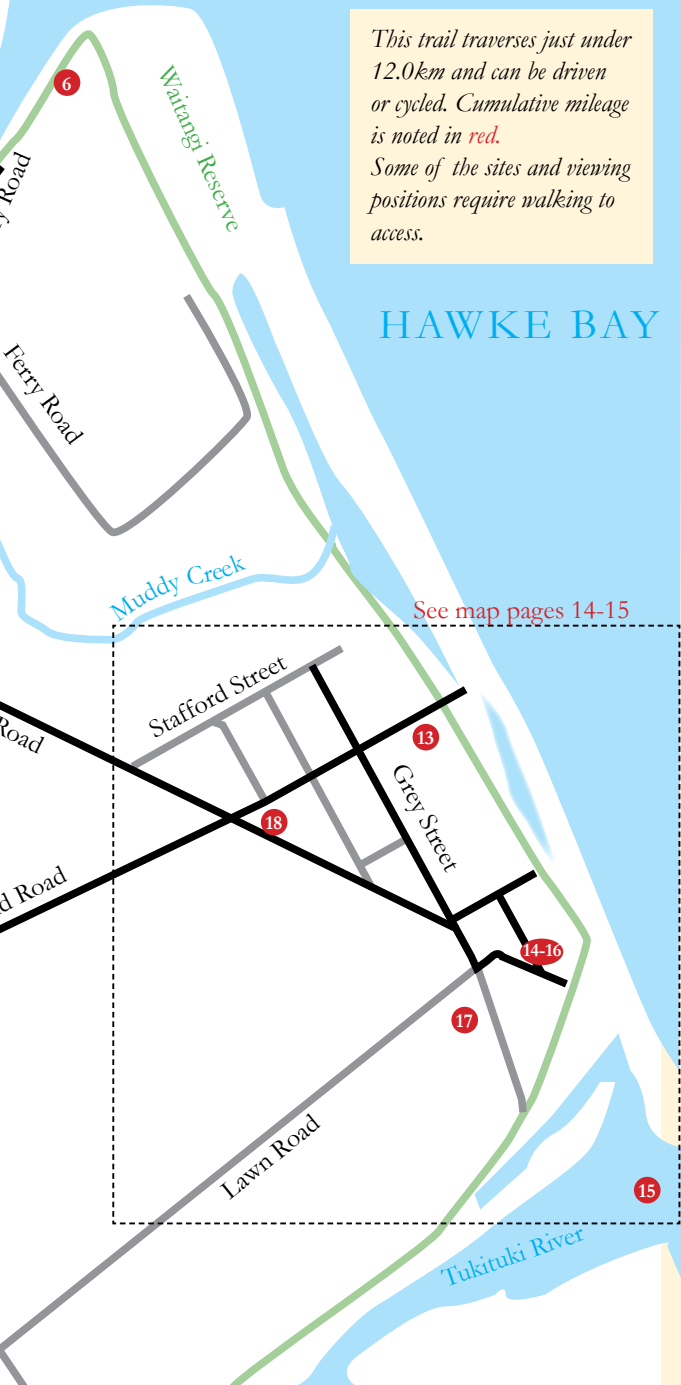 This trail traverses just under
12.0km and can be driven
or cycled. Cumulative mileage
is noted in red.
Some of the sites and viewing
positions require walking to
access.
6
Waitangi Reserve
Road
HAWKE BAY
Ferry Road
Muddy Creek
See map pages 14-15
Stafford Street
Road
13
Grey Street
18
Road
14-16
17
Lawn Road
15
Tukituki River